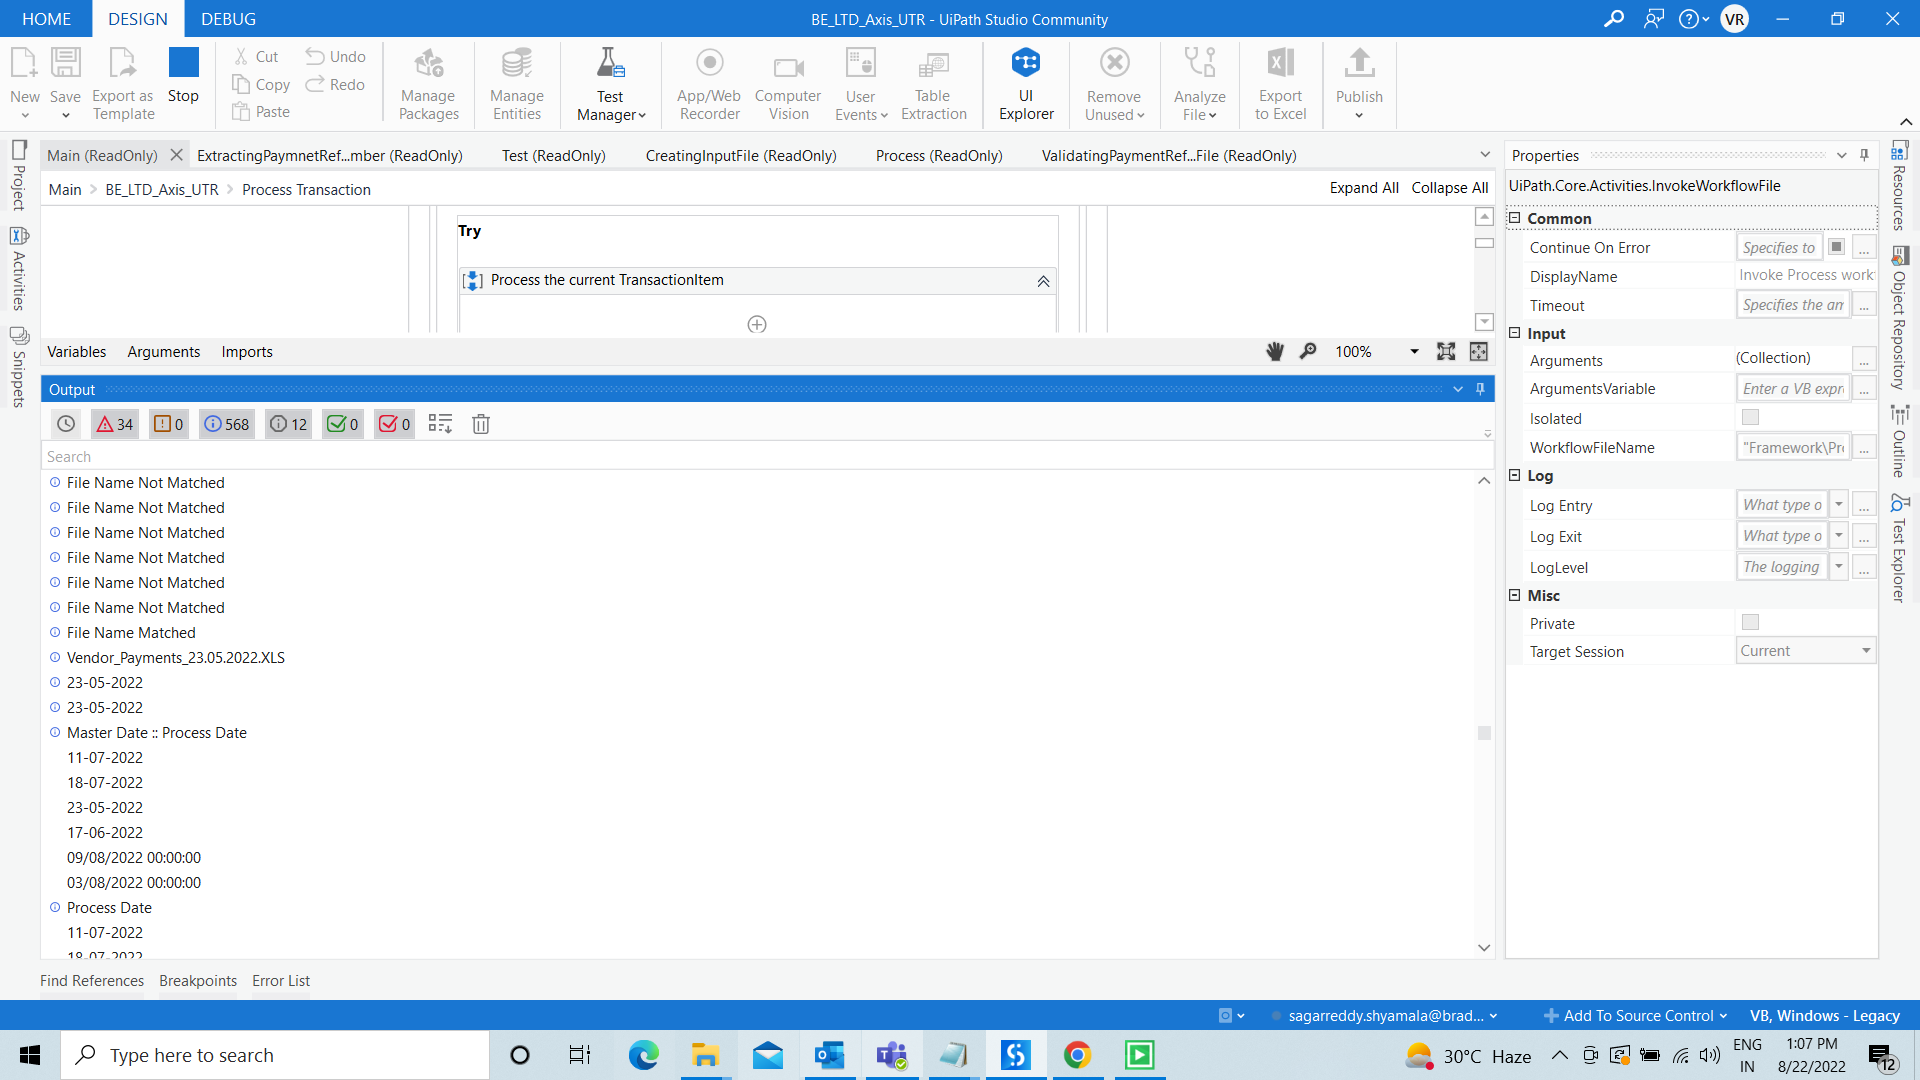 HOME DESIGN DEBUG BE_LTD_Axis_UTR - UiPath Studio Community VR
New Save Export as Template Stop Cut Copy Paste Undo Redo Manage Packages Manage Entities Test Manager App/Web Recorder Computer Vision User Events Table Extraction UI Explorer Remove Unused Analyze File Export to Excel Publish
Main (ReadOnly) ExtractingPaymnetRef...mber (ReadOnly) Test (ReadOnly) CreatingInputFile (ReadOnly) Process (ReadOnly) ValidatingPaymentRef...File (ReadOnly)
Main BE_LTD_Axis_UTR Process Transaction Expand All Collapse All
Project
Activities
Snippets
Try
Process the current TransactionItem
Variables Arguments Imports 100%
Output
34 0 568 12 0 0
Search
File Name Not Matched
File Name Not Matched
File Name Not Matched
File Name Not Matched
File Name Not Matched
File Name Not Matched
File Name Matched
Vendor_Payments_23.05.2022.XLS
23-05-2022
23-05-2022
Master Date :: Process Date
11-07-2022
18-07-2022
23-05-2022
17-06-2022
09/08/2022 00:00:00
03/08/2022 00:00:00
Process Date
11-07-2022
18-07-2022
Find References Breakpoints Error List
Properties
UiPath.Core.Activities.InvokeWorkflowFile
Common
Continue On Error Specifies to ...
DisplayName Invoke Process work
Timeout Specifies the am ...
Input
Arguments (Collection) ...
ArgumentsVariable Enter a VB expr ...
Isolated
WorkflowFileName "Framework\Pro ...
Log
Log Entry What type o ...
Log Exit What type o ...
LogLevel The logging ...
Misc
Private
Target Session Current
Resources
Object Repository
Outline
Test Explorer
sagarreddy.shyamala@brad... Add To Source Control VB, Windows - Legacy
Type here to search 30°C Haze ENG IN 1:07 PM 8/22/2022 12